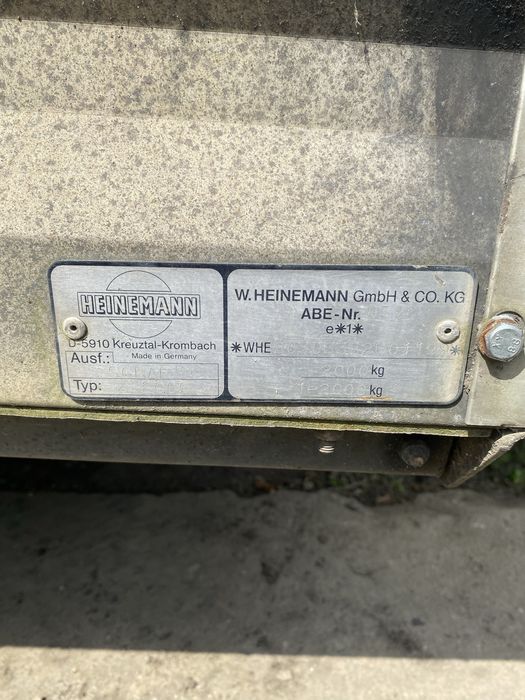 HEINEMANN
D-5910 Kreuztal-Krombach
Ausf.:
Made in Germany
Typ:
W. HEINEMANN GmbH & CO. KG
ABE-Nr.
e*1*
*WHE *
2000 kg
kg